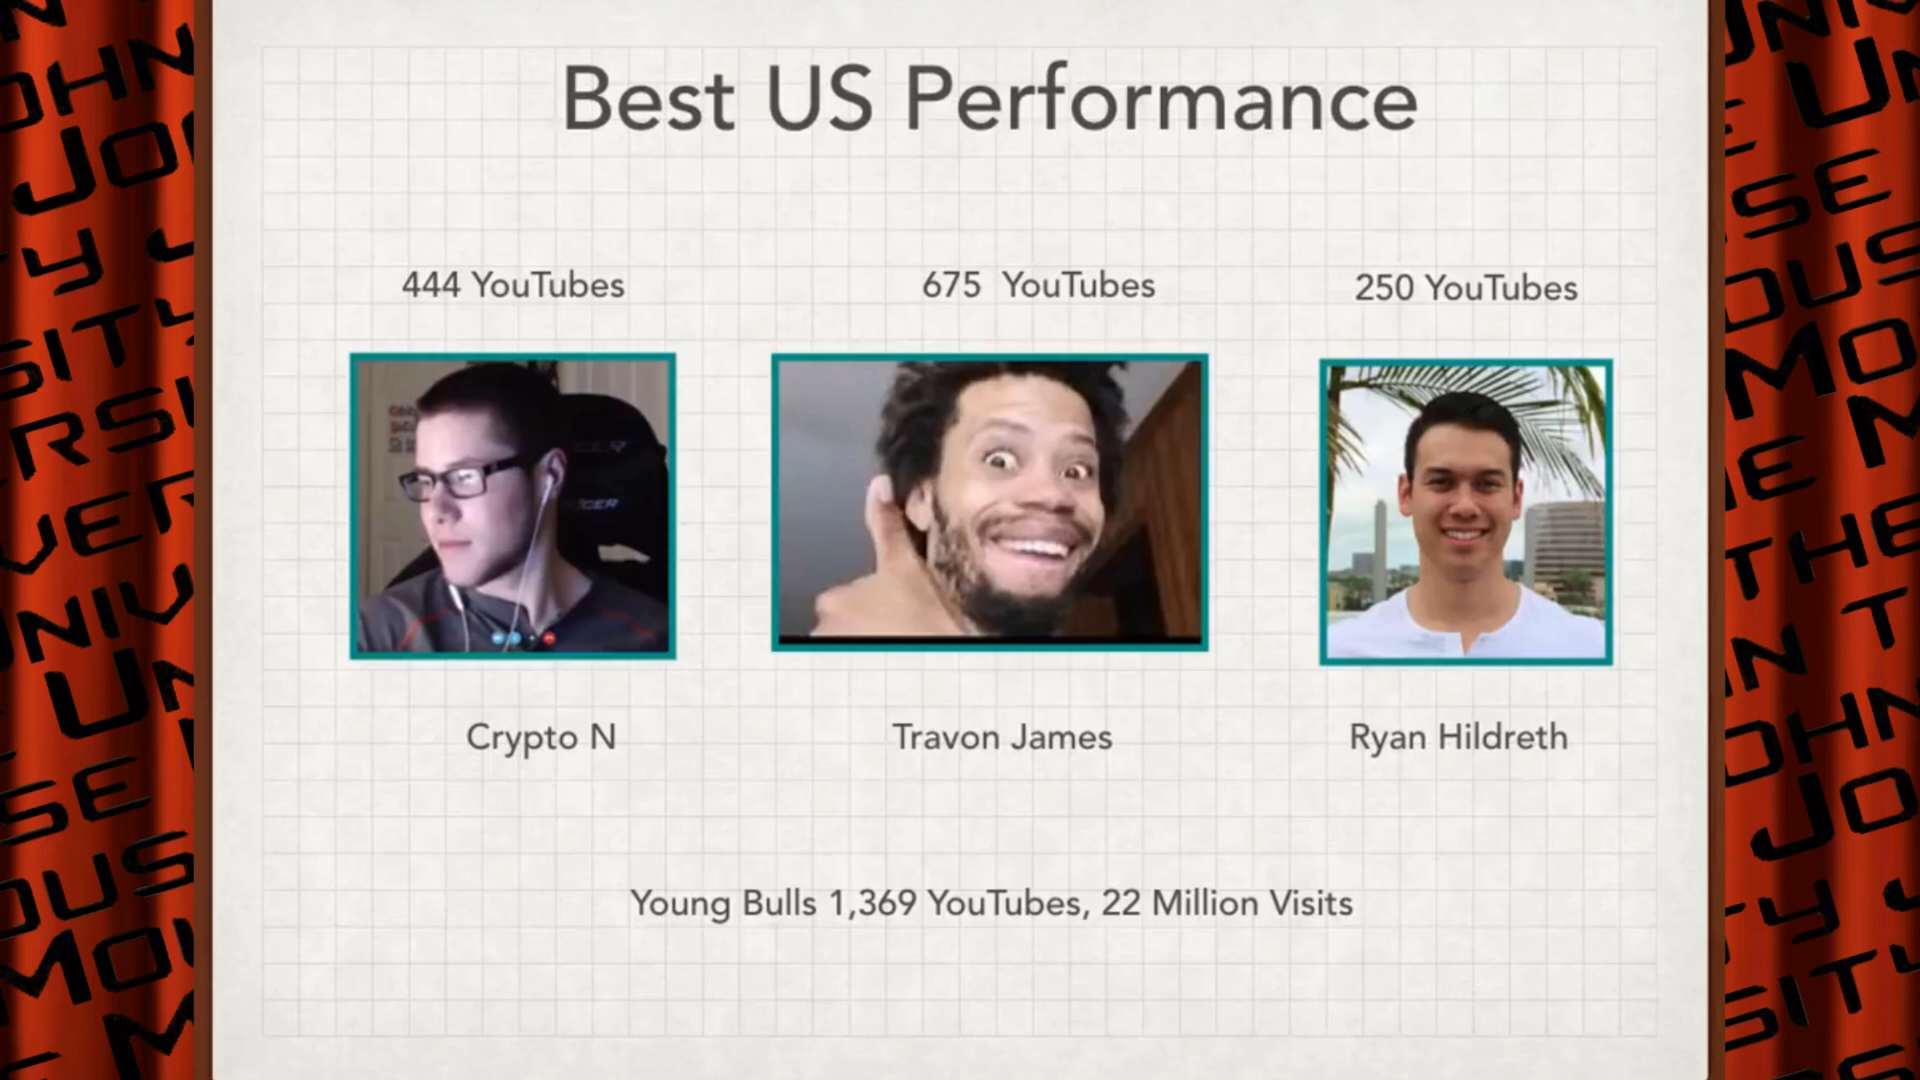 Best US Performance
444 YouTubes
675 YouTubes
250 YouTubes
Crypto N
Travon James
Ryan Hildreth
Young Bulls 1,369 YouTubes, 22 Million Visits